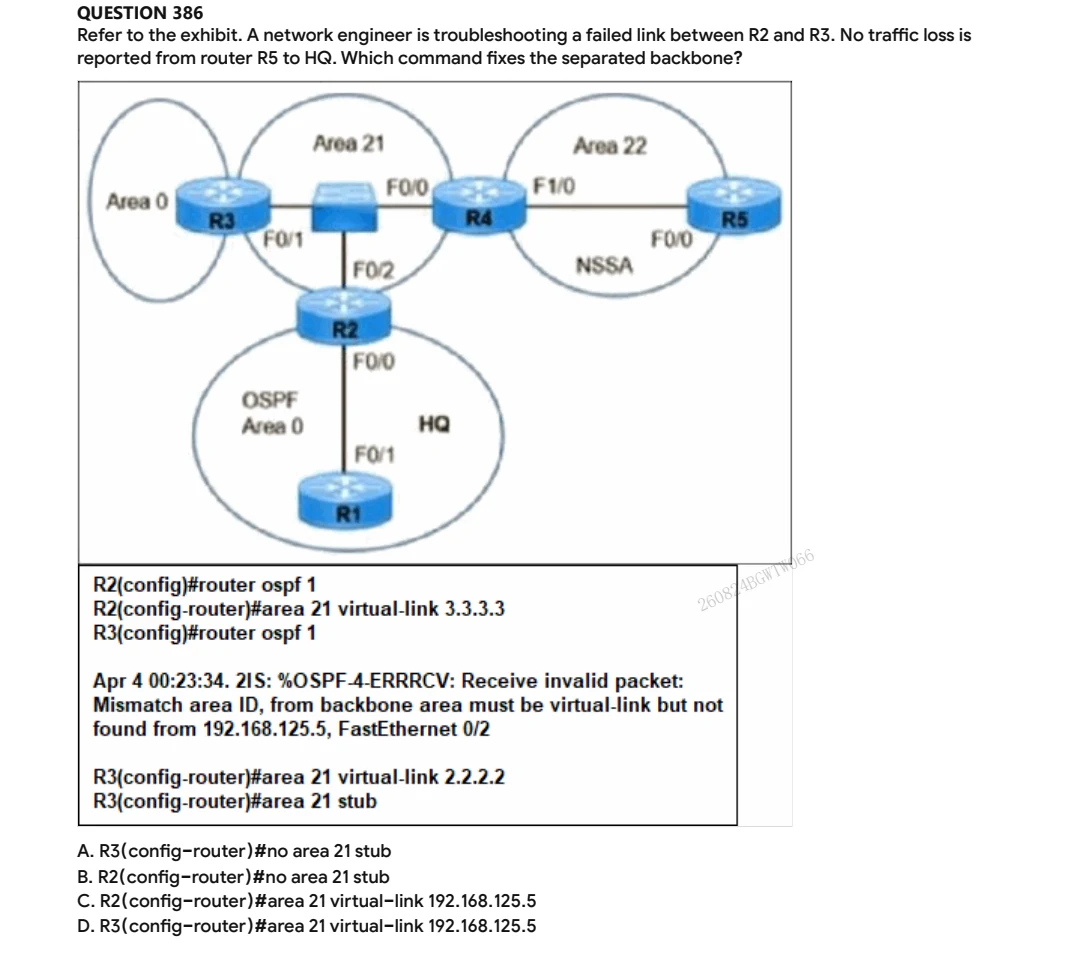 QUESTION 386
Refer to the exhibit. A network engineer is troubleshooting a failed link between R2 and R3. No traffic loss is
reported from router R5 to HQ. Which command fixes the separated backbone?
Area 21
Area 22
Area 0
R3
F0/0
R4
F1/0
R5
F0/1
F0/0
F0/2
NSSA
R2
F0/0
OSPF
Area 0
HQ
F0/1
R1
R2(config)#router ospf 1
R2(config-router)#area 21 virtual-link 3.3.3.3
R3(config)#router ospf 1
Apr 4 00:23:34. 2IS: %OSPF-4-ERRRCV: Receive invalid packet:
Mismatch area ID, from backbone area must be virtual-link but not
found from 192.168.125.5, FastEthernet 0/2
R3(config-router)#area 21 virtual-link 2.2.2.2
R3(config-router)#area 21 stub
A. R3(config-router)#no area 21 stub
B. R2(config-router)#no area 21 stub
C. R2(config-router)#area 21 virtual-link 192.168.125.5
D. R3(config-router)#area 21 virtual-link 192.168.125.5